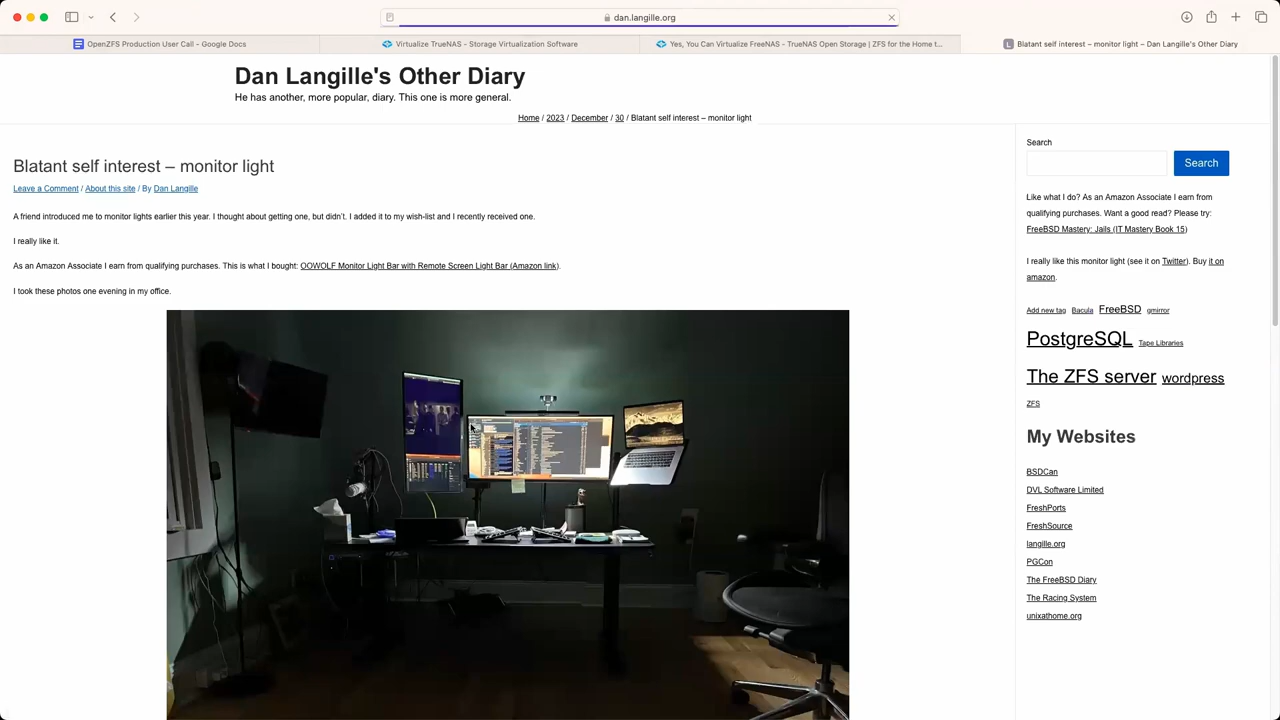 dan.langille.org
OpenZFS Production User Call - Google Docs
Virtualize TrueNAS - Storage Virtualization Software
Yes, You Can Virtualize FreeNAS - TrueNAS Open Storage | ZFS for the Home t...
L
Blatant self interest – monitor light – Dan Langille's Other Diary
Dan Langille's Other Diary
He has another, more popular, diary. This one is more general.
Home / 2023 / December / 30 / Blatant self interest – monitor light
Blatant self interest – monitor light
Leave a Comment / About this site / By Dan Langille
A friend introduced me to monitor lights earlier this year. I thought about getting one, but didn't. I added it to my wish-list and I recently received one.
I really like it.
As an Amazon Associate I earn from qualifying purchases. This is what I bought: OOWOLF Monitor Light Bar with Remote Screen Light Bar (Amazon link).
I took these photos one evening in my office.
Search
Search
Like what I do? As an Amazon Associate I earn from
qualifying purchases. Want a good read? Please try:
FreeBSD Mastery: Jails (IT Mastery Book 15)
I really like this monitor light (see it on Twitter). Buy it on
amazon.
Add new tag Bacula FreeBSD gmirror
PostgreSQL Tape Libraries
The ZFS server wordpress
ZFS
My Websites
BSDCan
DVL Software Limited
FreshPorts
FreshSource
langille.org
PGCon
The FreeBSD Diary
The Racing System
unixathome.org